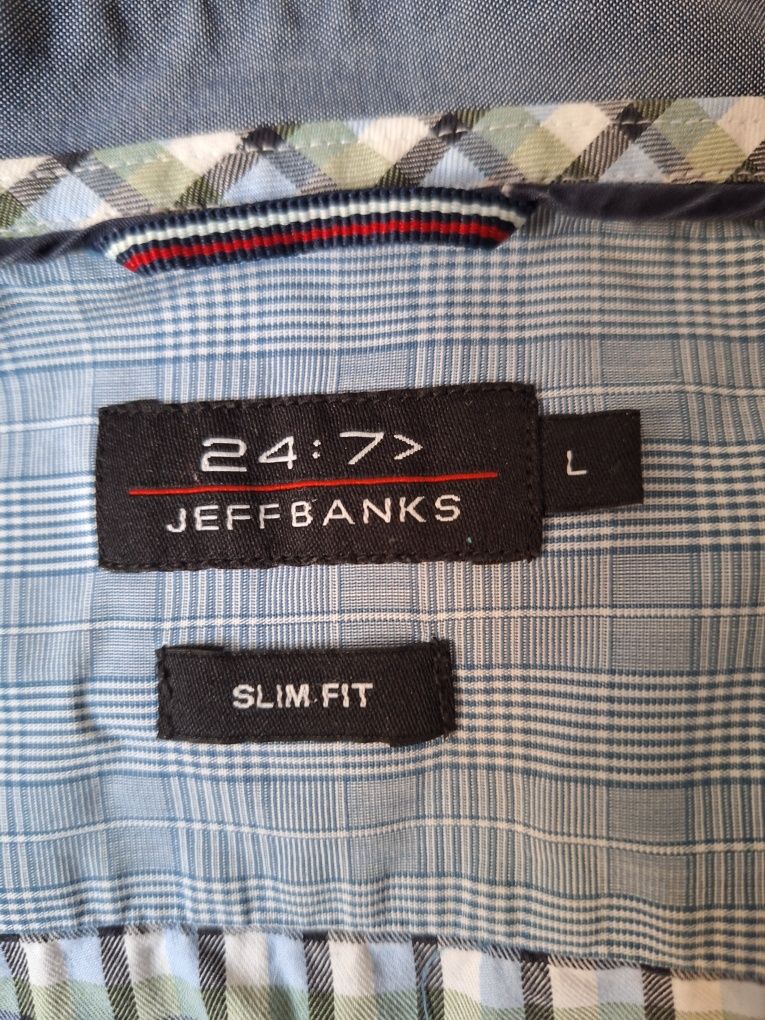 24:7>
JEFFBANKS
L
SLIM FIT